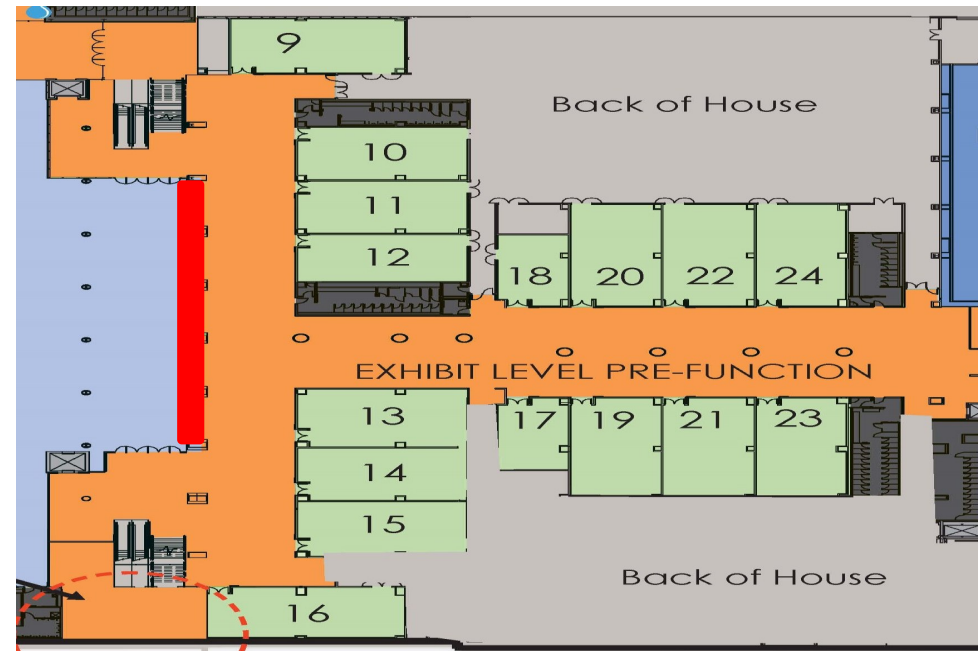 9
Back of House
10
11
12
18 20 22 24
EXHIBIT LEVEL PRE-FUNCTION
13 17 19 21 23
14
15
Back of House
16